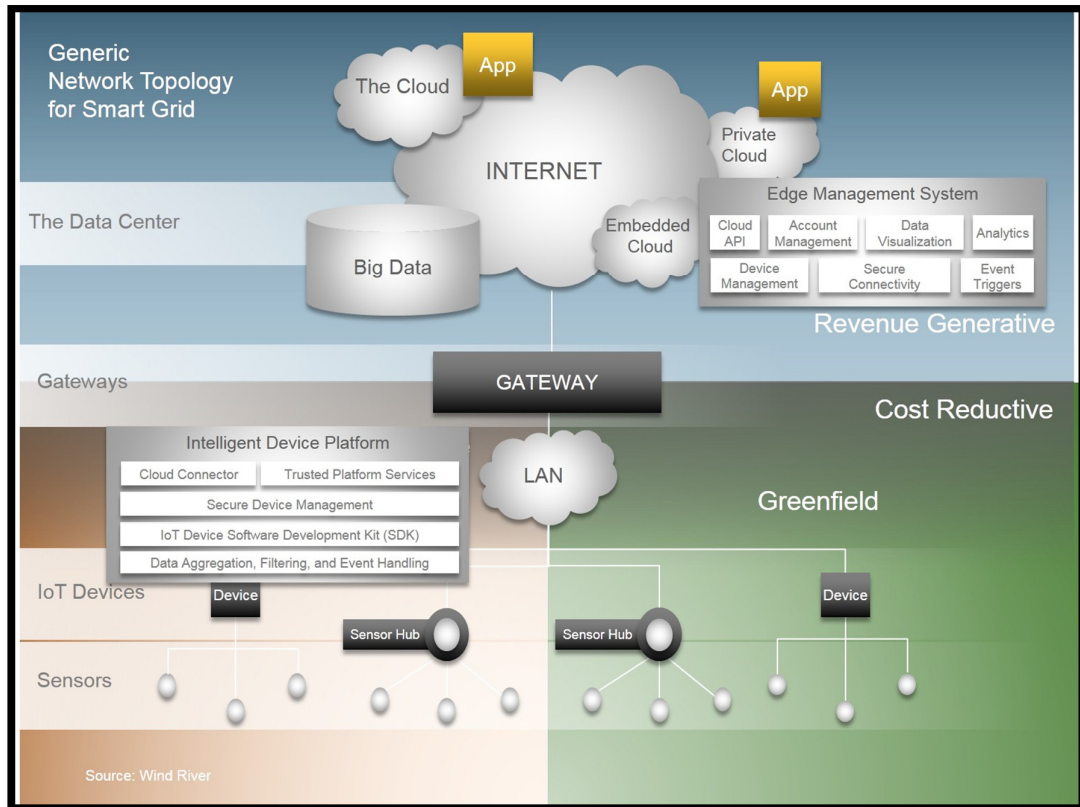 Generic
Network Topology
for Smart Grid
App
The Cloud
App
INTERNET
Private
Cloud
Edge Management System
The Data Center
Big Data
Embedded
Cloud
Cloud
API
Account
Management
Data
Visualization
Analytics
Device
Management
Secure
Connectivity
Event
Triggers
Revenue Generative
Gateways
GATEWAY
Cost Reductive
Intelligent Device Platform
Cloud Connector
Trusted Platform Services
Secure Device Management
IoT Device Software Development Kit (SDK)
Data Aggregation, Filtering, and Event Handling
LAN
Greenfield
IoT Devices
Device
Device
Sensor Hub
Sensor Hub
Sensors
Source: Wind River